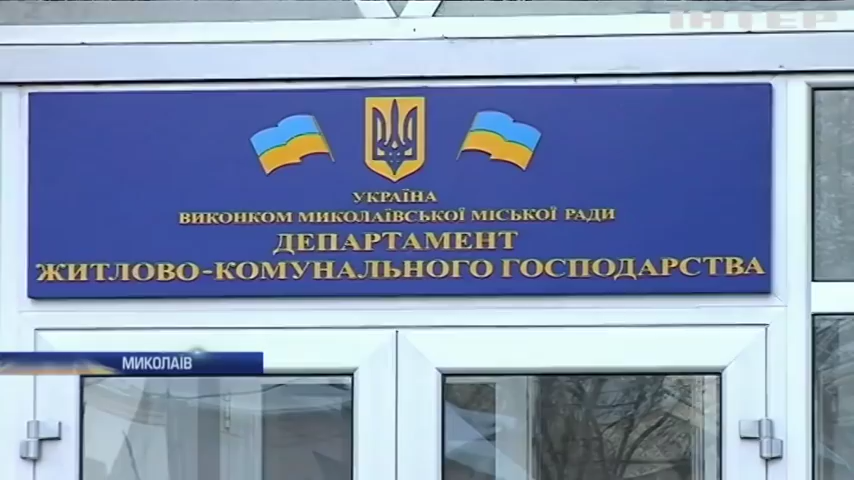 ІНТЕР
УКРАЇНА
ВИКОНКОМ МИКОЛАЇВСЬКОЇ МІСЬКОЇ РАДИ
ДЕПАРТАМЕНТ
ЖИТЛОВО-КОМУНАЛЬНОГО ГОСПОДАРСТВА
МИКОЛАЇВ